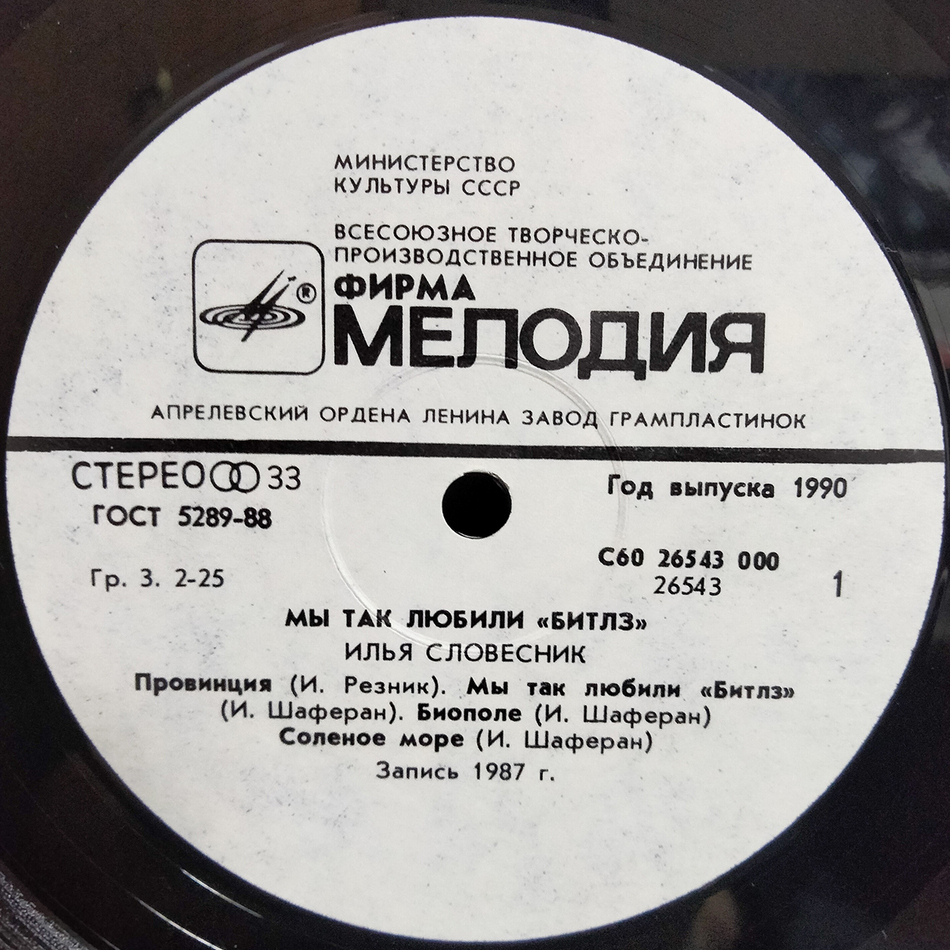 МИНИСТЕРСТВО
КУЛЬТУРЫ СССР
ВСЕСОЮЗНОЕ ТВОРЧЕСКО-
ПРОИЗВОДСТВЕННОЕ ОБЪЕДИНЕНИЕ
ФИРМА
®
МЕЛОДИЯ
АПРЕЛЕВСКИЙ ОРДЕНА ЛЕНИНА ЗАВОД ГРАМПЛАСТИНОК
СТЕРЕО 33
Год выпуска 1990
ГОСТ 5289-88
С60 26543 000
Гр. 3. 2-25
26543
1
МЫ ТАК ЛЮБИЛИ «БИТЛЗ»
ИЛЬЯ СЛОВЕСНИК
Провинция (И. Резник). Мы так любили «Битлз»
(И. Шаферан). Биополе (И. Шаферан)
Соленое море (И. Шаферан)
Запись 1987 г.